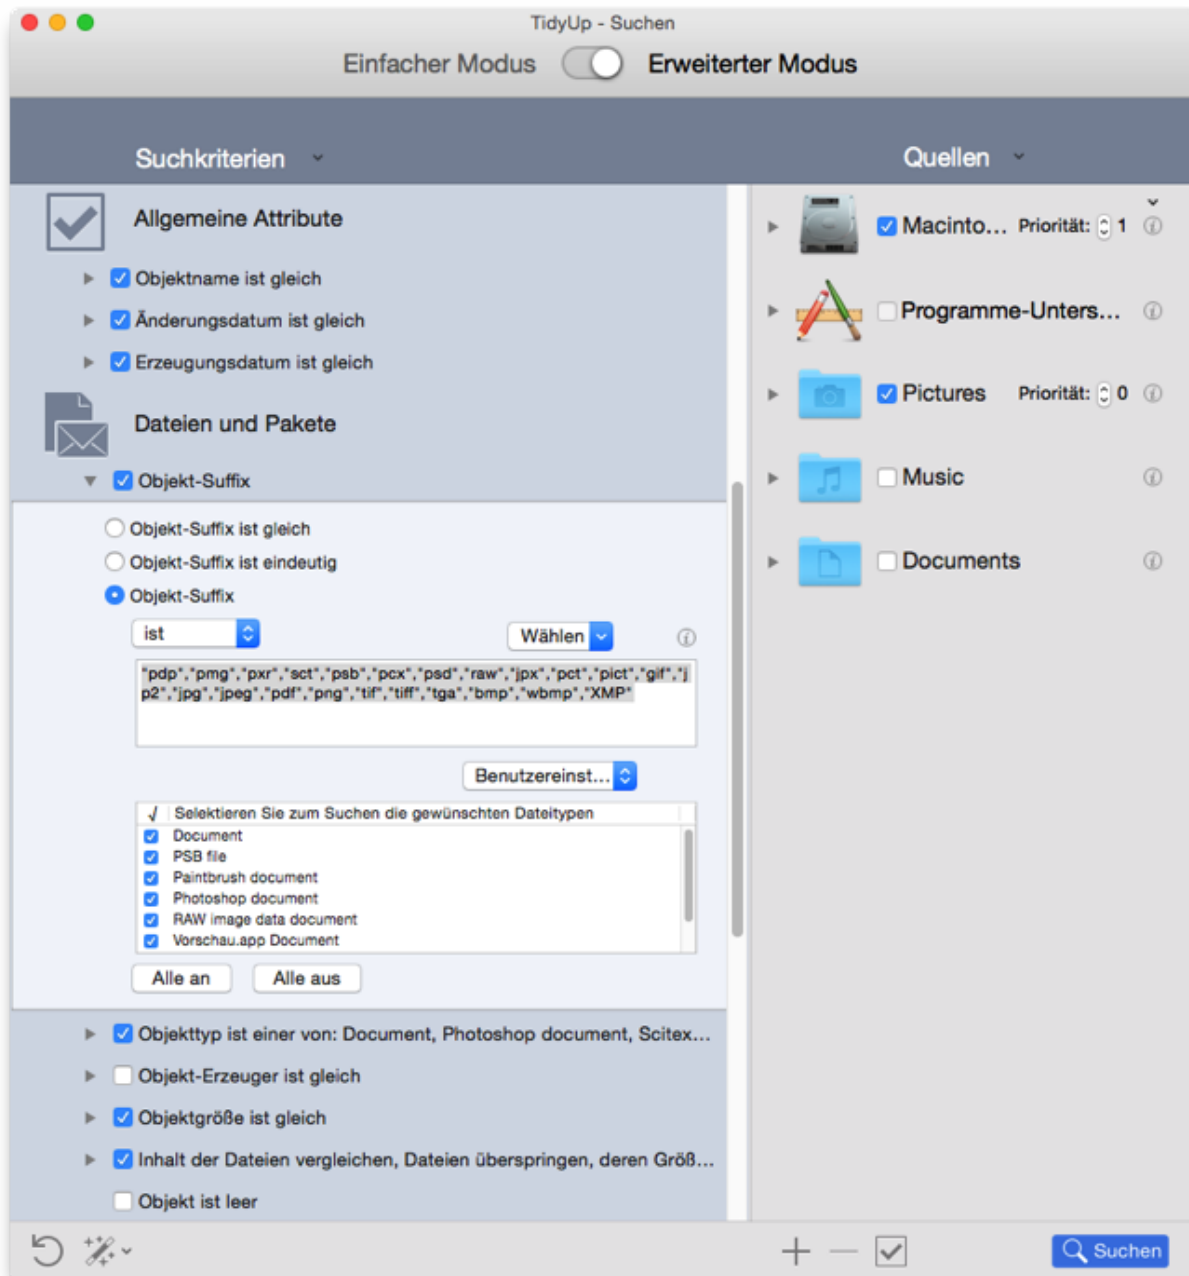 TidyUp - Suchen
Einfacher Modus Erweiterter Modus
Suchkriterien
Allgemeine Attribute
Objektname ist gleich
Änderungsdatum ist gleich
Erzeugungsdatum ist gleich
Dateien und Pakete
Objekt-Suffix
Objekt-Suffix ist gleich
Objekt-Suffix ist eindeutig
Objekt-Suffix
ist Wählen
"pdp","pmg","pxr","sct","psb","pcx","psd","raw","jpx","pct","pict","gif","j
p2","jpg","jpeg","pdf","png","tif","tiff","tga","bmp","wbmp","XMP"
Benutzereinst...
√ Selektieren Sie zum Suchen die gewünschten Dateitypen
Document
PSB file
Paintbrush document
Photoshop document
RAW image data document
Vorschau.app Document
Alle an Alle aus
Objekttyp ist einer von: Document, Photoshop document, Scitex...
Objekt-Erzeuger ist gleich
Objektgröße ist gleich
Inhalt der Dateien vergleichen, Dateien überspringen, deren Größ...
Objekt ist leer
Quellen
Macinto... Priorität: 1
Programme-Unters...
Pictures Priorität: 0
Music
Documents
Suchen